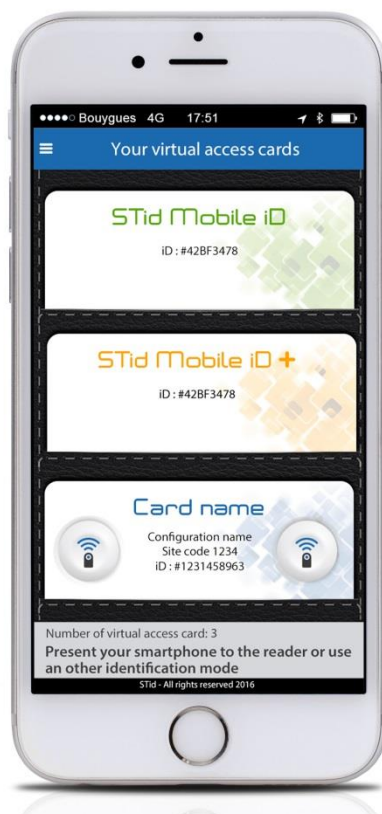 Bouygues 4G 17:51
Your virtual access cards
STid Mobile iD
iD : #42BF3478
STid Mobile iD +
iD : #42BF3478
Card name
Configuration name
Site code 1234
iD : #1231458963
Number of virtual access card: 3
Present your smartphone to the reader or use
an other identification mode
STid - All rights reserved 2016